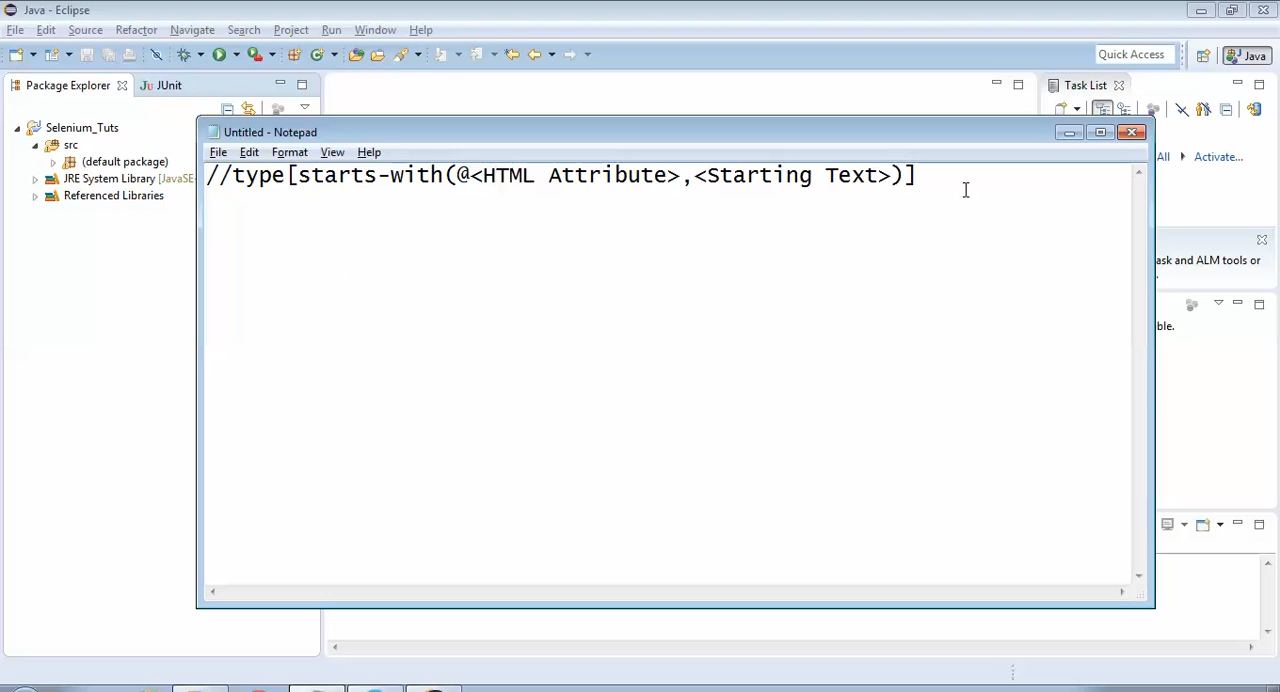 Java - Eclipse
File Edit Source Refactor Navigate Search Project Run Window Help
Quick Access
Java
Package Explorer
JUnit
Task List
Selenium_Tuts
src
(default package)
JRE System Library [JavaSE-
Referenced Libraries
Untitled - Notepad
File Edit Format View Help
//type[starts-with(@<HTML Attribute>,<Starting Text>)]
All
Activate...
ask and ALM tools or
ble.